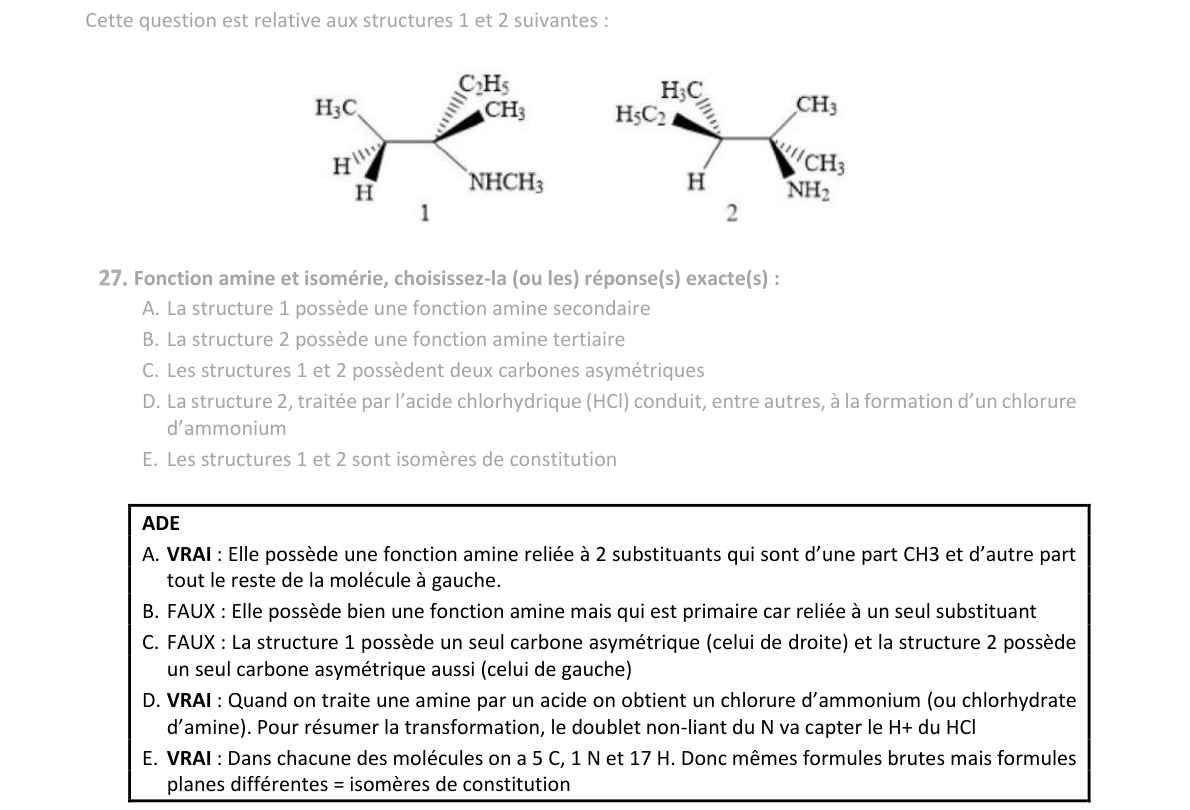 Cette question est relative aux structures 1 et 2 suivantes :
C₂H₅
H₃C
CH₃
H
H
NHCH₃
1
H₃C
H₅C₂
CH₃
CH₃
H
NH₂
2
27. Fonction amine et isomérie, choisissez-la (ou les) réponse(s) exacte(s) :
A. La structure 1 possède une fonction amine secondaire
B. La structure 2 possède une fonction amine tertiaire
C. Les structures 1 et 2 possèdent deux carbones asymétriques
D. La structure 2, traitée par l’acide chlorhydrique (HCl) conduit, entre autres, à la formation d’un chlorure
d’ammonium
E. Les structures 1 et 2 sont isomères de constitution
ADE
A. VRAI : Elle possède une fonction amine reliée à 2 substituants qui sont d’une part CH3 et d’autre part
tout le reste de la molécule à gauche.
B. FAUX : Elle possède bien une fonction amine mais qui est primaire car reliée à un seul substituant
C. FAUX : La structure 1 possède un seul carbone asymétrique (celui de droite) et la structure 2 possède
un seul carbone asymétrique aussi (celui de gauche)
D. VRAI : Quand on traite une amine par un acide on obtient un chlorure d’ammonium (ou chlorhydrate
d’amine). Pour résumer la transformation, le doublet non-liant du N va capter le H+ du HCl
E. VRAI : Dans chacune des molécules on a 5 C, 1 N et 17 H. Donc mêmes formules brutes mais formules
planes différentes = isomères de constitution